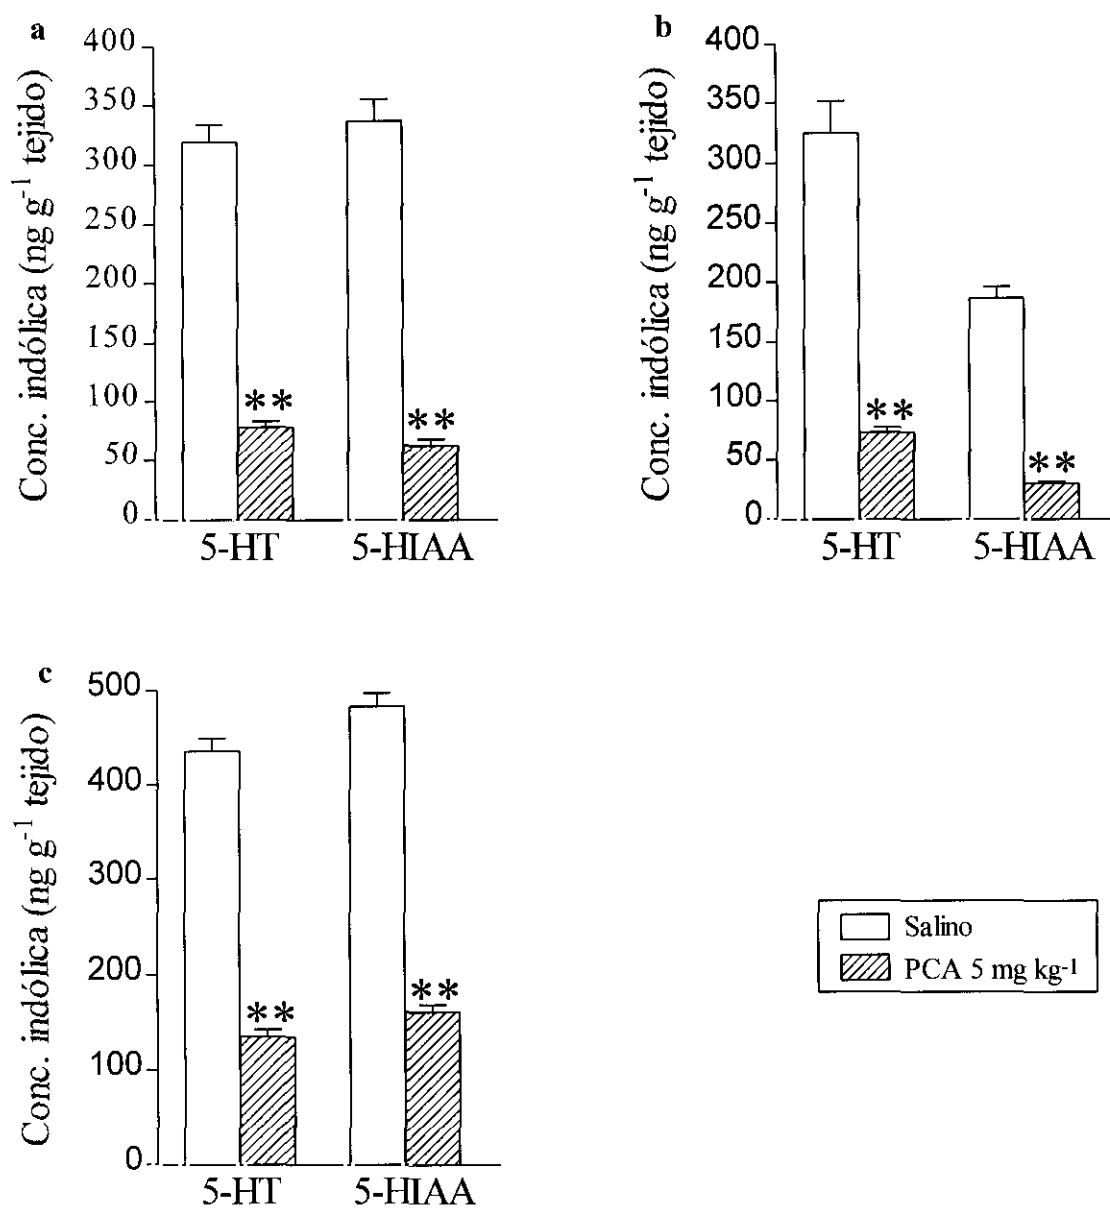 a
400
350
300
250
200
150
100
50
0
Conc. indólica (ng g-1 tejido)
**
**
5-HT 5-HIAA
b
400
350
300
250
200
150
100
50
0
Conc. indólica (ng g-1 tejido)
**
**
5-HT 5-HIAA
c
500
400
300
200
100
0
Conc. indólica (ng g-1 tejido)
**
**
5-HT 5-HIAA
Salino
PCA 5 mg kg-1